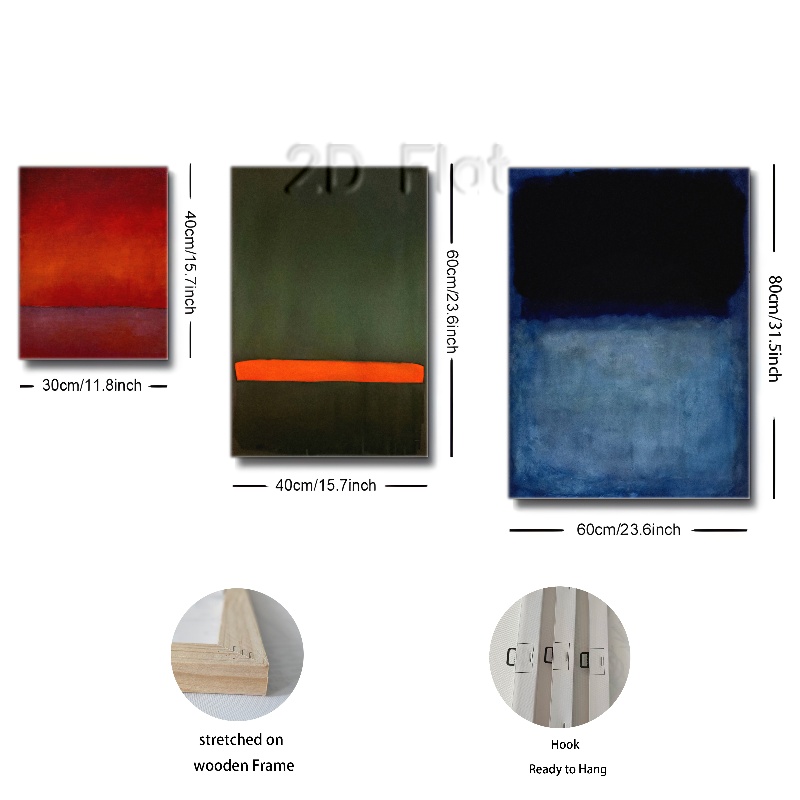 2D Flat
40cm/15.7inch
30cm/11.8inch
60cm/23.6inch
40cm/15.7inch
80cm/31.5inch
60cm/23.6inch
stretched on
wooden Frame
Hook
Ready to Hang